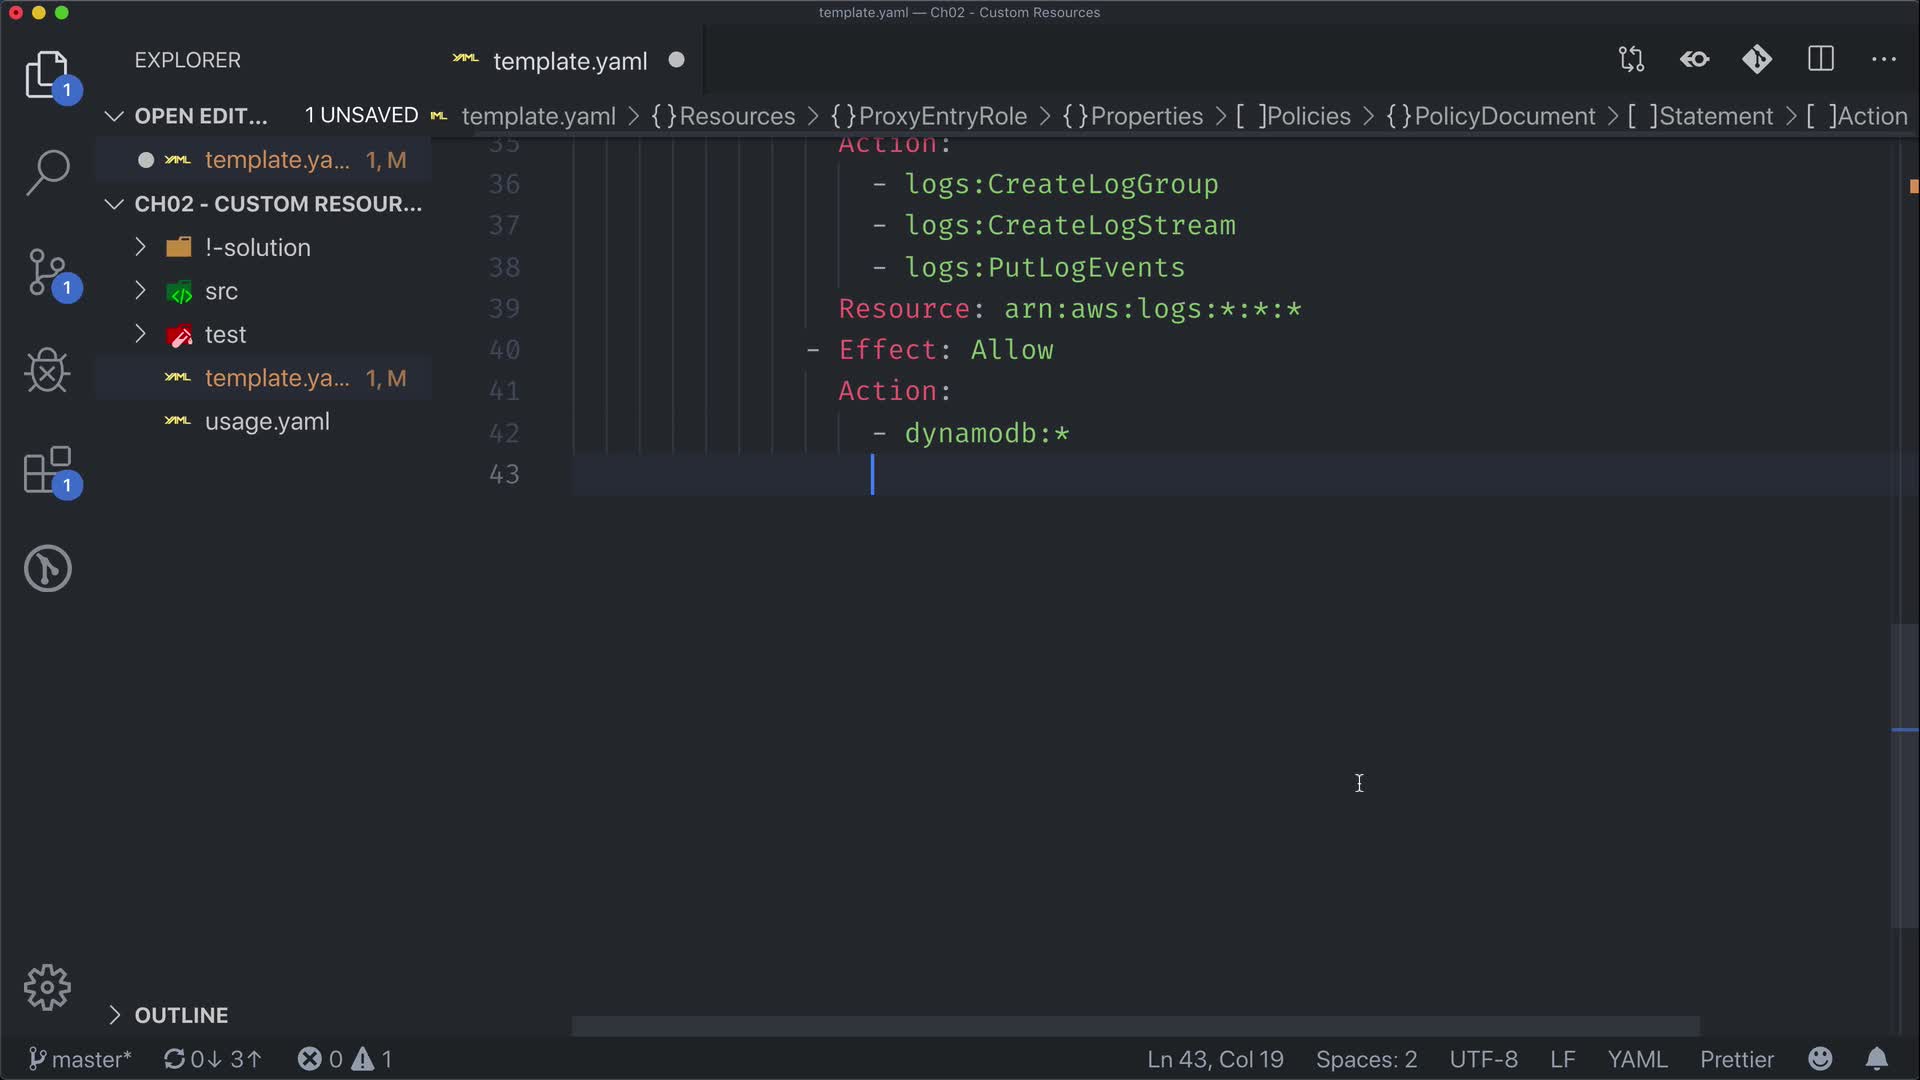 template.yaml — Ch02 - Custom Resources
EXPLORER
template.yaml
OPEN EDIT... 1 UNSAVED
template.yaml > {}Resources > {}ProxyEntryRole > {}Properties > [ ]Policies > {}PolicyDocument > [ ]Statement > [ ]Action
template.ya... 1, M
CH02 - CUSTOM RESOUR...
!-solution
src
test
template.ya... 1, M
usage.yaml
35 Action:
36 - logs:CreateLogGroup
37 - logs:CreateLogStream
38 - logs:PutLogEvents
39 Resource: arn:aws:logs:*:*:*
40 - Effect: Allow
41 Action:
42 - dynamodb:*
43
1
1
1
OUTLINE
master* 0↓ 3↑ 0 1 Ln 43, Col 19 Spaces: 2 UTF-8 LF YAML Prettier